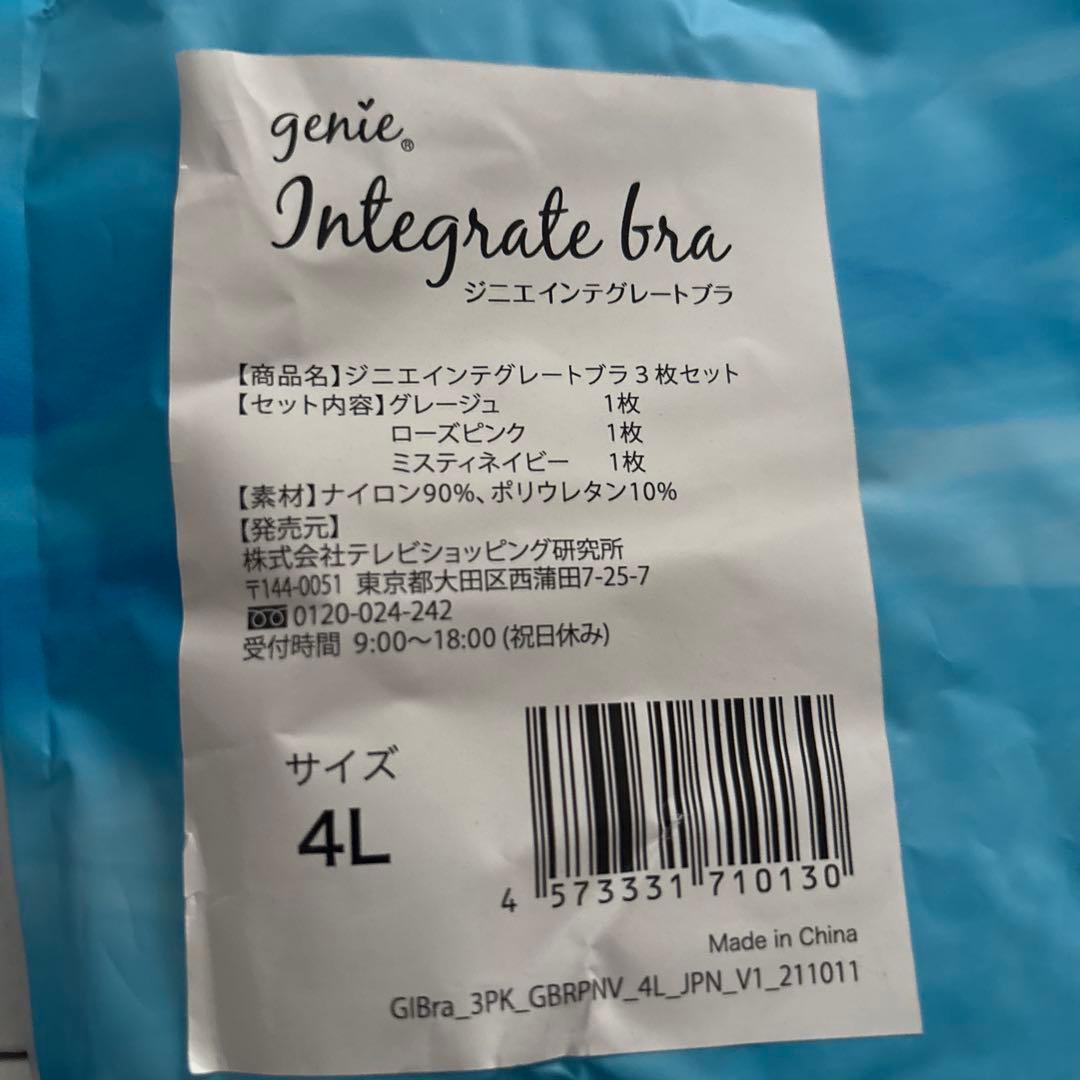 genie®
Integrate bra
ジニエインテグレートブラ
【商品名】ジニエインテグレートブラ3枚セット
【セット内容】グレージュ 1枚
ローズピンク 1枚
ミスティネイビー 1枚
【素材】ナイロン90%、ポリウレタン10%
【発売元】
株式会社テレビショッピング研究所
〒144-0051 東京都大田区西蒲田7-25-7
0120-024-242
受付時間 9:00〜18:00 (祝日休み)
サイズ
4L
4 573331 710130
Made in China
GIBra_3PK_GBRPNV_4L_JPN_V1_211011